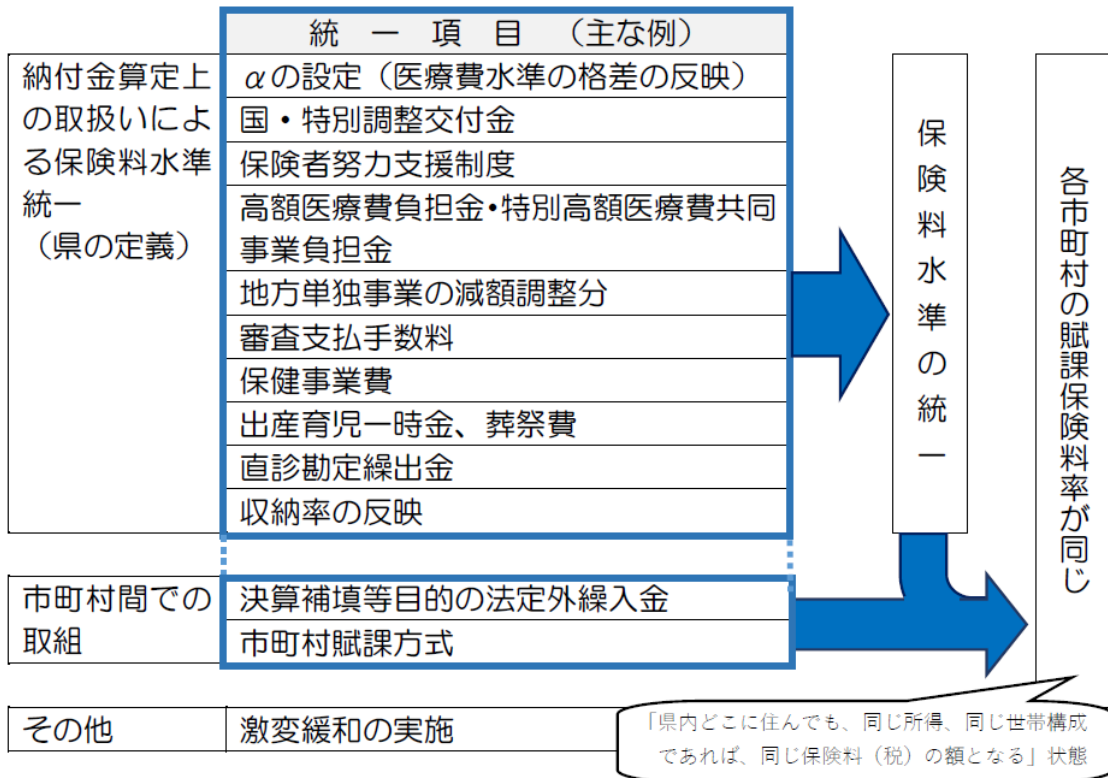 統 一 項 目 （主な例）
納付金算定上
の取扱いによ
る保険料水準
統一
（県の定義）
αの設定（医療費水準の格差の反映）
国・特別調整交付金
保険者努力支援制度
高額医療費負担金・特別高額医療費共同
事業負担金
地方単独事業の減額調整分
審査支払手数料
保健事業費
出産育児一時金、葬祭費
直診勘定繰出金
収納率の反映
保険料水準の統一
各市町村の賦課保険料率が同じ
市町村間での
取組
決算補填等目的の法定外繰入金
市町村賦課方式
その他
激変緩和の実施
「県内どこに住んでも、同じ所得、同じ世帯構成
であれば、同じ保険料（税）の額となる」状態